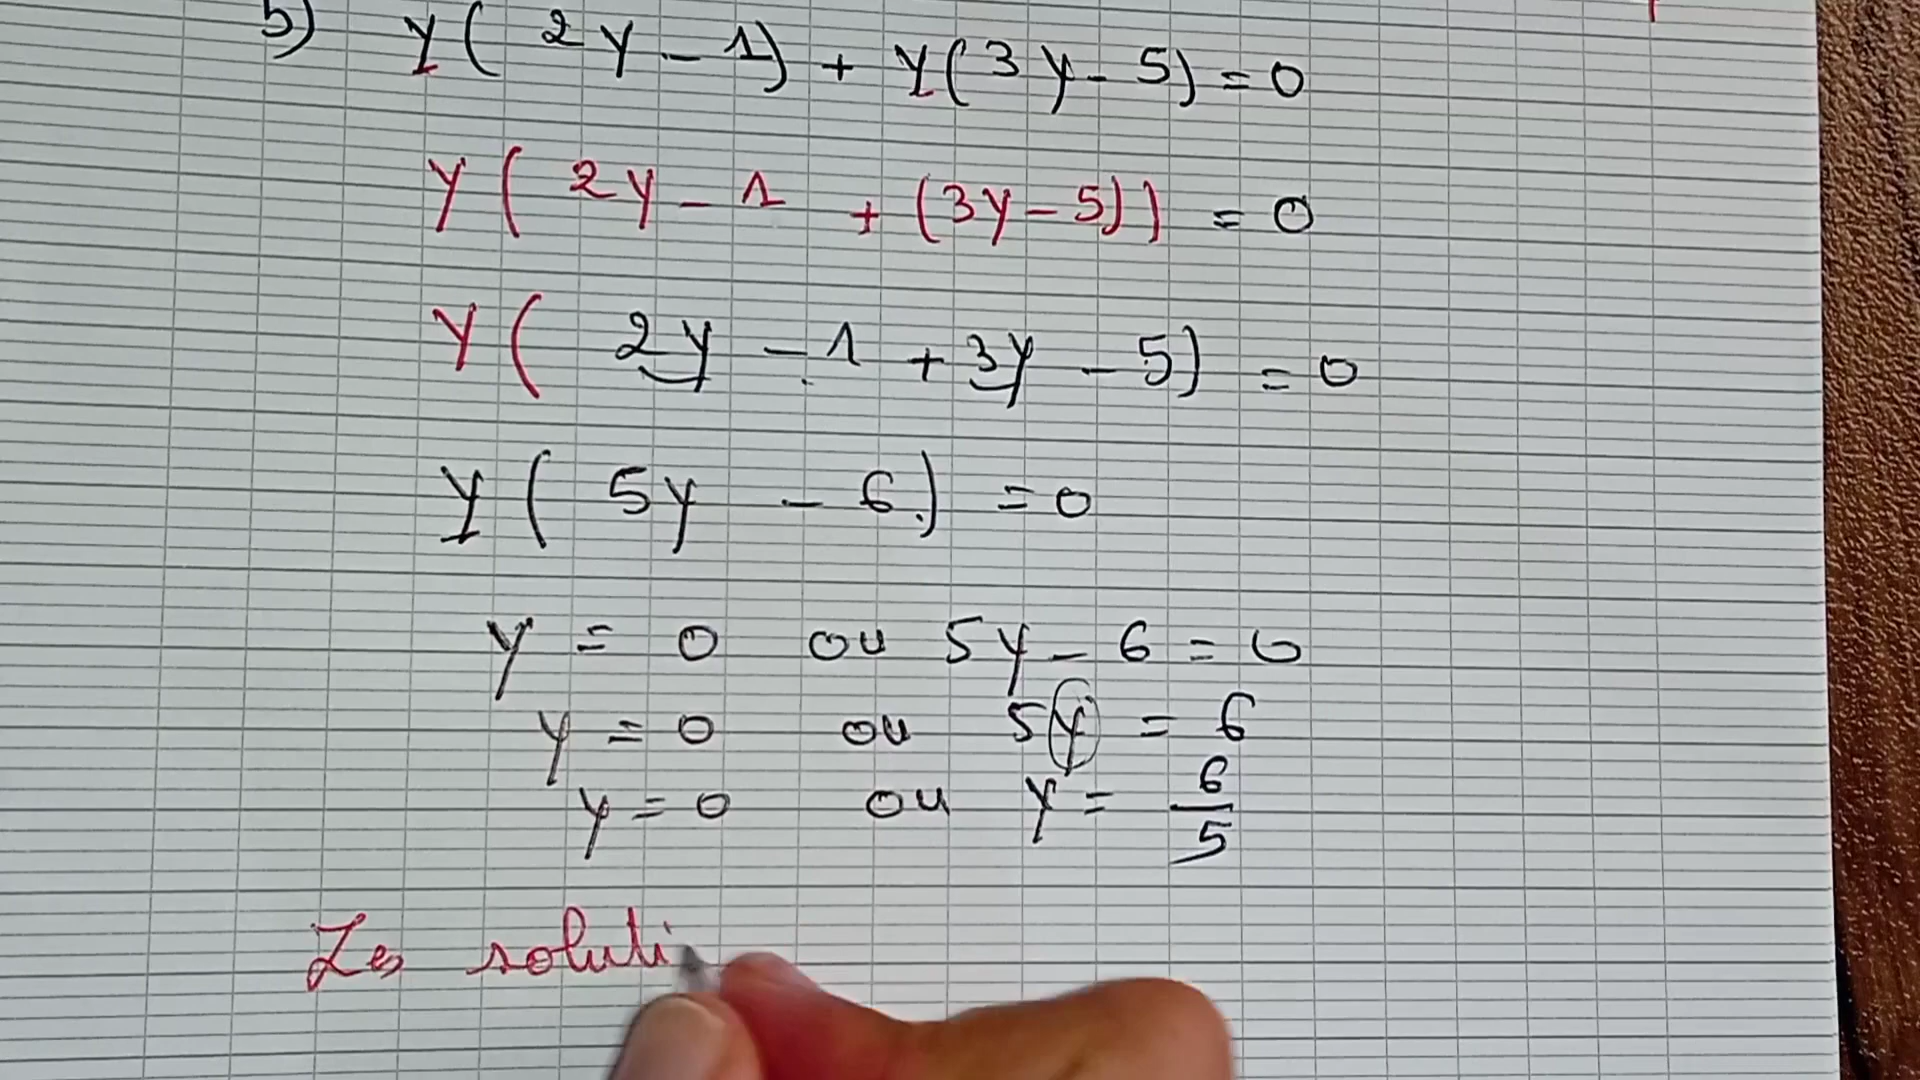 b) y(2y-1) + y(3y-5) = 0
y(2y-1 + (3y-5)) = 0
y(2y-1+3y-5) = 0
y(5y-6) = 0
y = 0 ou 5y-6 = 0
y = 0 ou 5y = 6
y = 0 ou y = 6/5
Les soluti